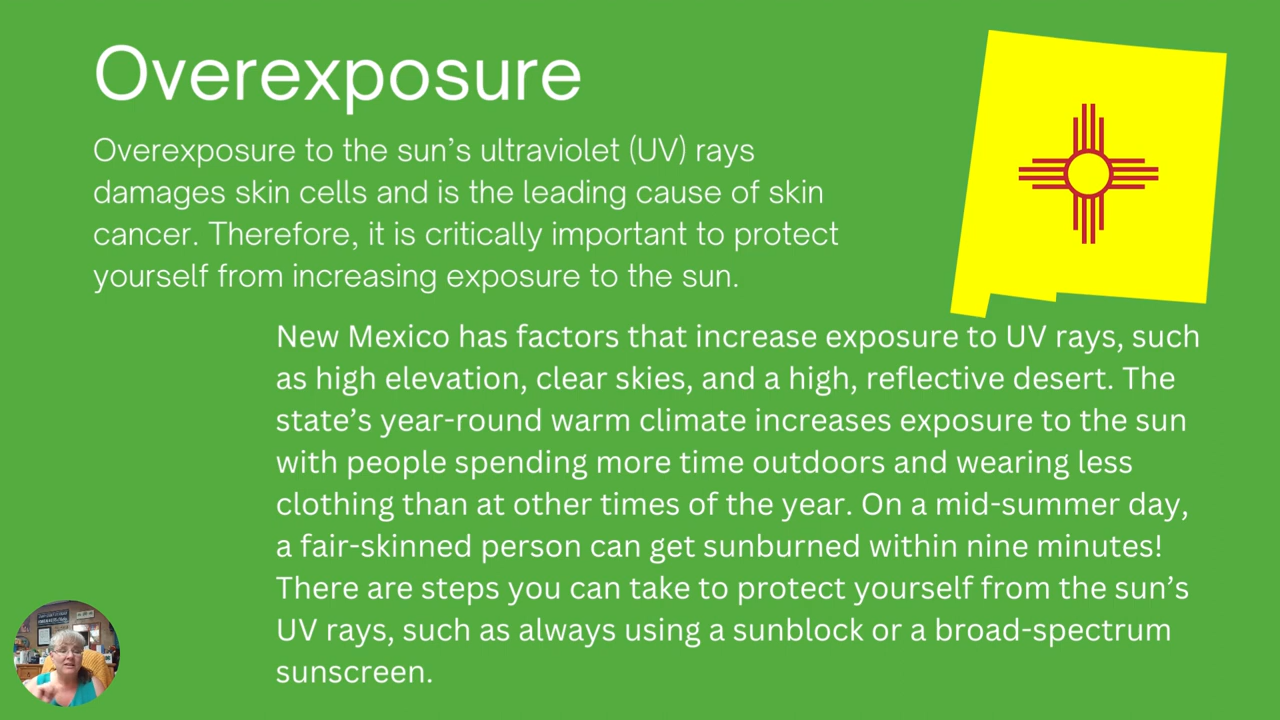 Overexposure
Overexposure to the sun’s ultraviolet (UV) rays
damages skin cells and is the leading cause of skin
cancer. Therefore, it is critically important to protect
yourself from increasing exposure to the sun.
New Mexico has factors that increase exposure to UV rays, such
as high elevation, clear skies, and a high, reflective desert. The
state’s year-round warm climate increases exposure to the sun
with people spending more time outdoors and wearing less
clothing than at other times of the year. On a mid-summer day,
a fair-skinned person can get sunburned within nine minutes!
There are steps you can take to protect yourself from the sun’s
UV rays, such as always using a sunblock or a broad-spectrum
sunscreen.